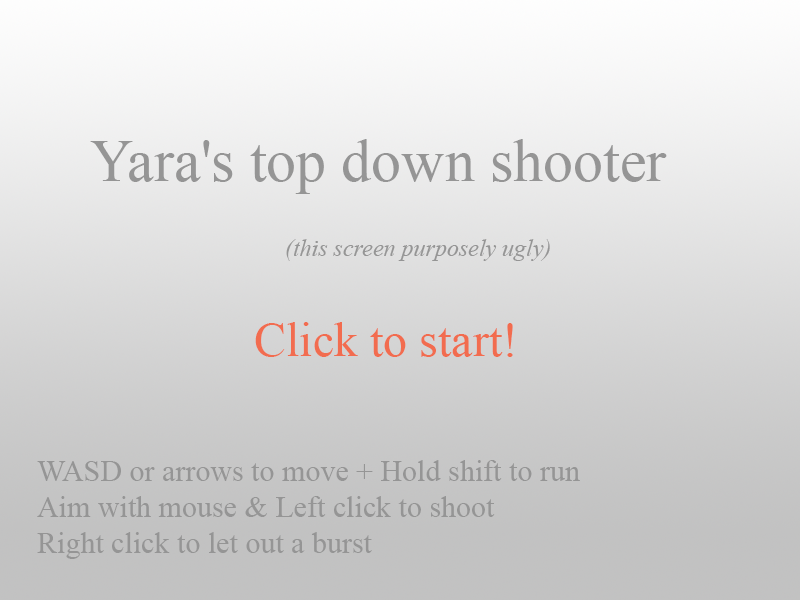 Yara's top down shooter
(this screen purposely ugly)
Click to start!
WASD or arrows to move + Hold shift to run
Aim with mouse & Left click to shoot
Right click to let out a burst